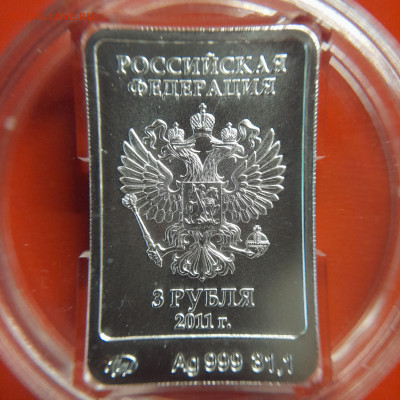 РОССИЙСКАЯ
ФЕДЕРАЦИЯ
3 РУБЛЯ
2011 г.
Ag 999 31,1